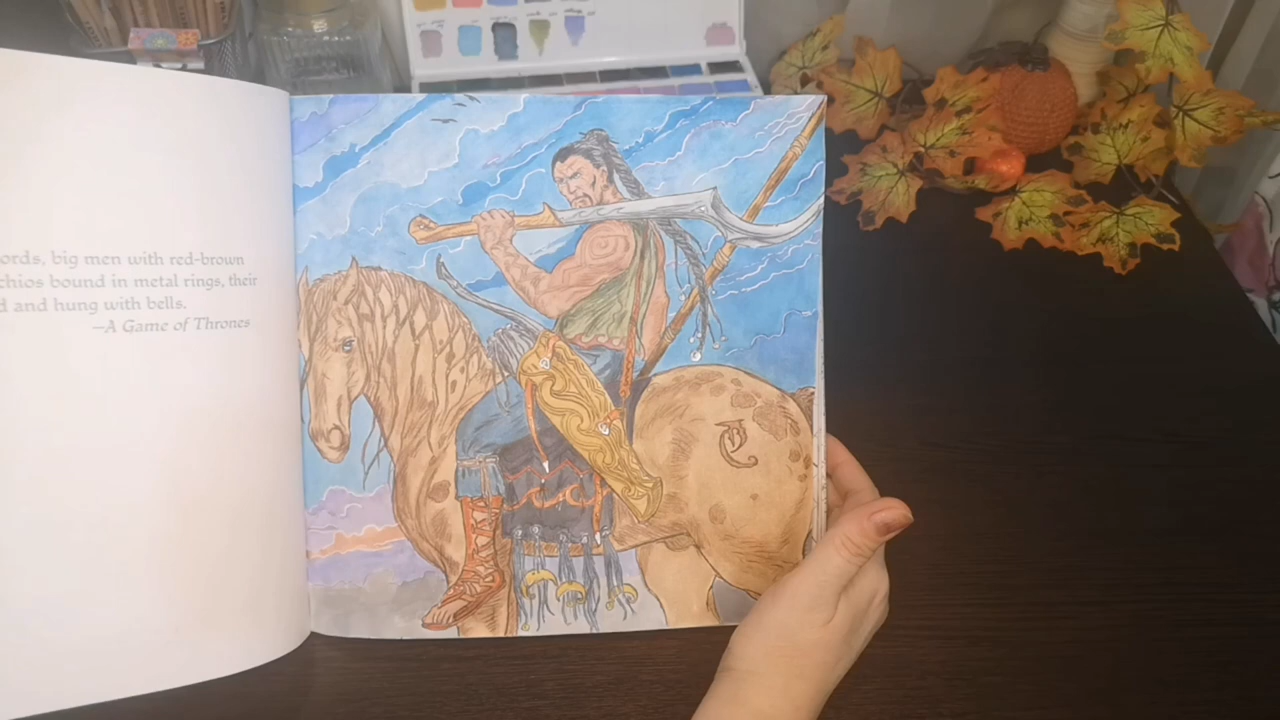 ords, big men with red-brown
chios bound in metal rings, their
d and hung with bells.
—A Game of Thrones